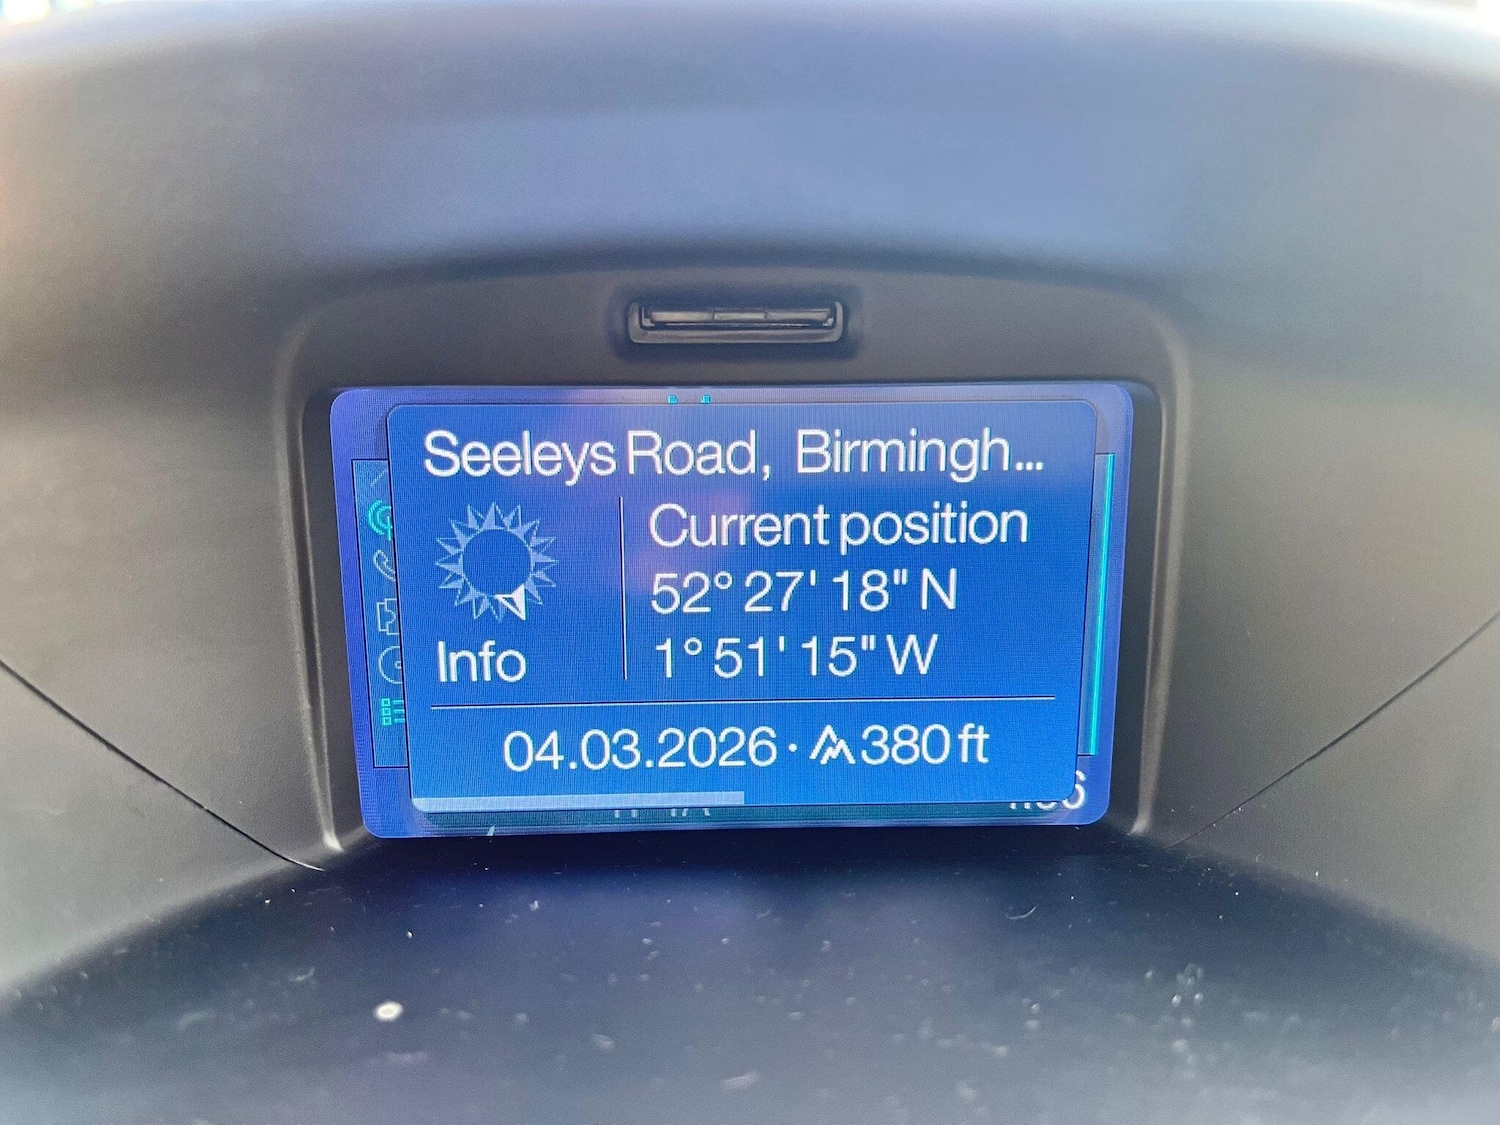 Seeleys Road, Birmingh...
Current position
52° 27' 18" N
1° 51' 15" W
Info
04.03.2026 · 380 ft